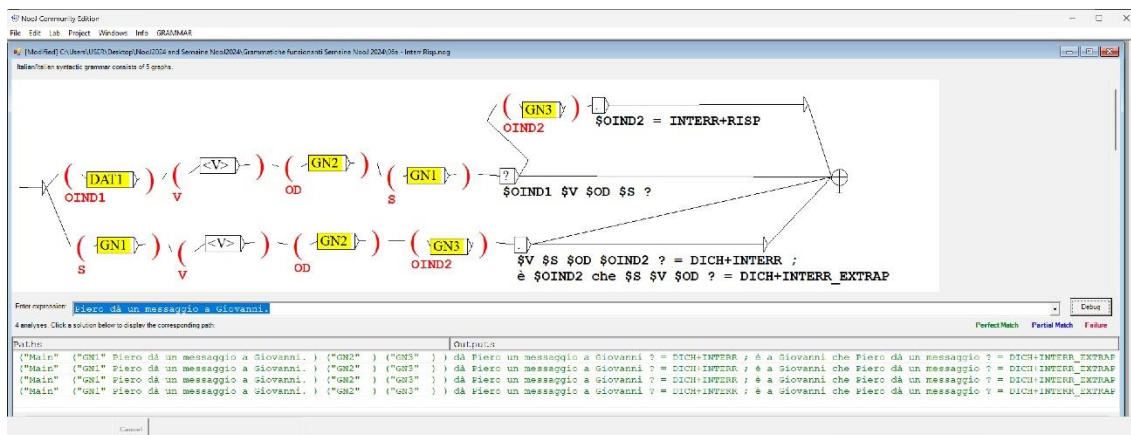 NooJ Community Edition
File Edit Lab Project Windows Info GRAMMAR
[Modified] C:\Users\USER\Desktop\NooJ2024 and Semaine NooJ2024\Grammatiche funzionanti Semaine NooJ 2024\06a - Interr Risp.nog
Italian/Italian syntactic grammar consists of 5 graphs.
( GN3 ) .
OIND2 $OIND2 = INTERR+RISP
( DAT1 ) ( <V> ) ( GN2 ) ( GN1 ) ?
OIND1 V OD S $OIND1 $V $OD $S ?
( GN1 ) ( <V> ) ( GN2 ) ( GN3 ) .
S V OD OIND2
$V $S $OD $OIND2 ? = DICH+INTERR ;
è $OIND2 che $S $V $OD ? = DICH+INTERR_EXTRAP
Enter expression: Piero dà un messaggio a Giovanni. Debug
4 analyses. Click a solution below to display the corresponding path: Perfect Match Partial Match Failure
Paths Outputs
("Main" ("GN1" Piero dà un messaggio a Giovanni. ) ("GN2" ) ("GN3" ) ) dà Piero un messaggio a Giovanni ? = DICH+INTERR ; è a Giovanni che Piero dà un messaggio ? = DICH+INTERR_EXTRAP
("Main" ("GN1" Piero dà un messaggio a Giovanni. ) ("GN2" ) ("GN3" ) ) dà Piero un messaggio a Giovanni ? = DICH+INTERR ; è a Giovanni che Piero dà un messaggio ? = DICH+INTERR_EXTRAP
("Main" ("GN1" Piero dà un messaggio a Giovanni. ) ("GN2" ) ("GN3" ) ) dà Piero un messaggio a Giovanni ? = DICH+INTERR ; è a Giovanni che Piero dà un messaggio ? = DICH+INTERR_EXTRAP
("Main" ("GN1" Piero dà un messaggio a Giovanni. ) ("GN2" ) ("GN3" ) ) dà Piero un messaggio a Giovanni ? = DICH+INTERR ; è a Giovanni che Piero dà un messaggio ? = DICH+INTERR_EXTRAP
Cancel